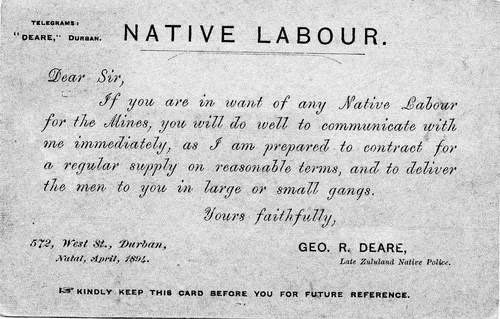 TELEGRAMS:
"DEARE," DURBAN.
NATIVE LABOUR.
Dear Sir,
If you are in want of any Native Labour
for the Mines, you will do well to communicate with
me immediately, as I am prepared to contract for
a regular supply on reasonable terms, and to deliver
the men to you in large or small gangs.
Yours faithfully,
572, West St., Durban,
Natal, April, 1894.
GEO. R. DEARE,
Late Zululand Native Police.
☞ KINDLY KEEP THIS CARD BEFORE YOU FOR FUTURE REFERENCE.